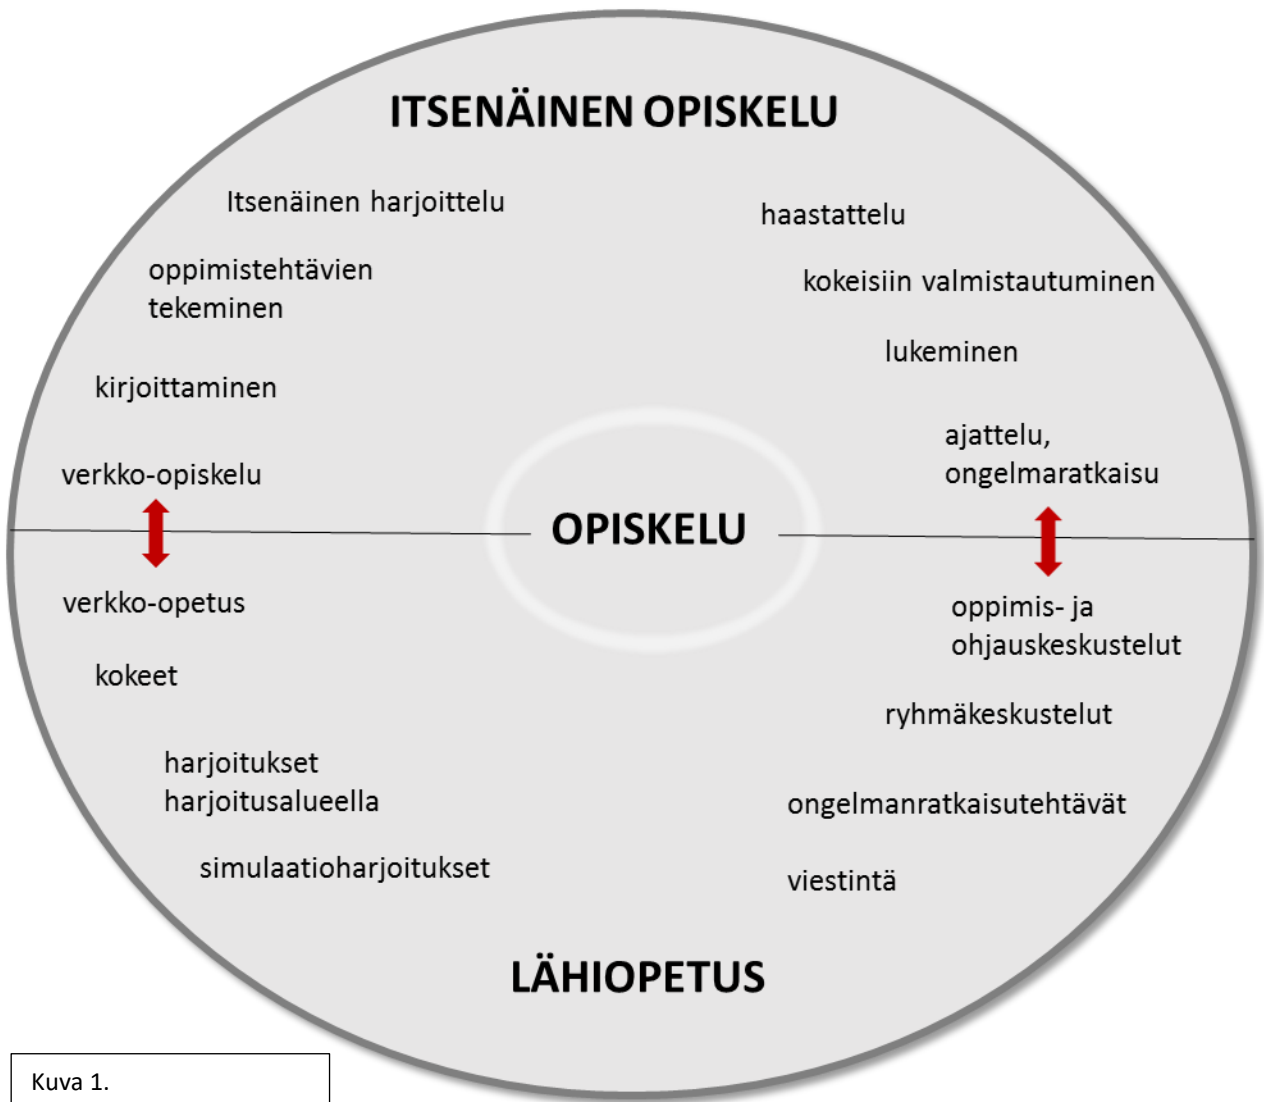 ITSENÄINEN OPISKELU
Itsenäinen harjoittelu
haastattelu
oppimistehtävien
tekeminen
kokeisiin valmistautuminen
lukeminen
kirjoittaminen
ajattelu,
ongelmaratkaisu
verkko-opiskelu
OPISKELU
verkko-opetus
oppimis- ja
ohjauskeskustelut
kokeet
ryhmäkeskustelut
harjoitukset
harjoitusalueella
ongelmanratkaisutehtävät
simulaatioharjoitukset
viestintä
LÄHIOPETUS
Kuva 1.